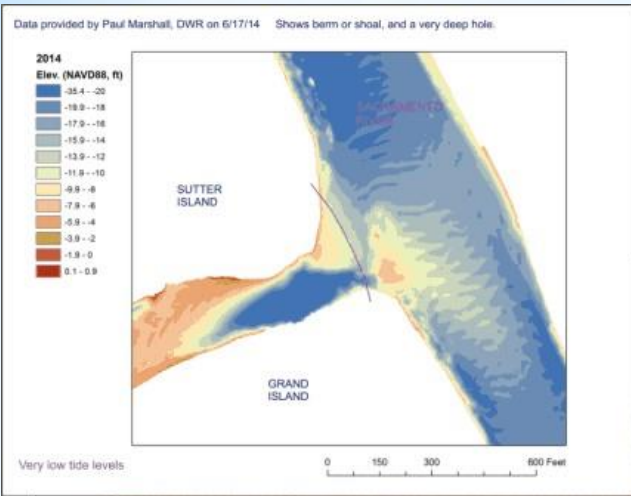 Data provided by Paul Marshall, DWR on 6/17/14 Shows berm or shoal, and a very deep hole.
2014
Elev. (NAVD88, ft)
-35.4 - -20
-19.9 - -18
-17.9 - -16
-15.9 - -14
-13.9 - -12
-11.9 - -10
-9.9 - -8
-7.9 - -6
-5.9 - -4
-3.9 - -2
-1.9 - 0
0.1 - 0.9
SACRAMENTO
RIVER
SUTTER
ISLAND
GRAND
ISLAND
Very low tide levels
0 150 300 600 Feet